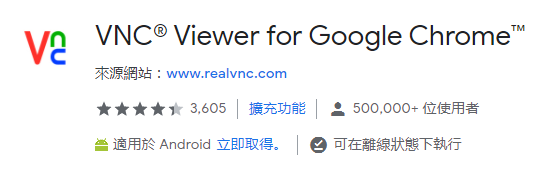 VNC
VNC® Viewer for Google Chrome™
來源網站：www.realvnc.com
3,605 擴充功能 500,000+ 位使用者
適用於 Android 立即取得。 可在離線狀態下執行